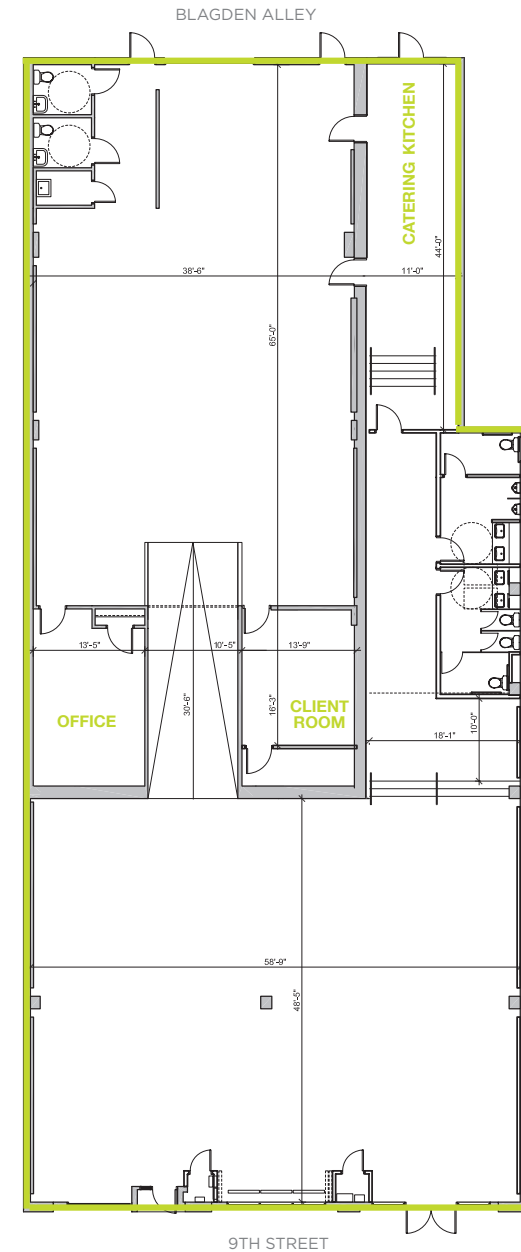 BLAGDEN ALLEY
CATERING KITCHEN
44'-0"
38'-6"
11'-0"
65'-0"
13'-5"
10'-5"
13'-9"
OFFICE
30'-6"
16'-3"
CLIENT
ROOM
10'-0"
18'-1"
58'-9"
48'-5"
9TH STREET